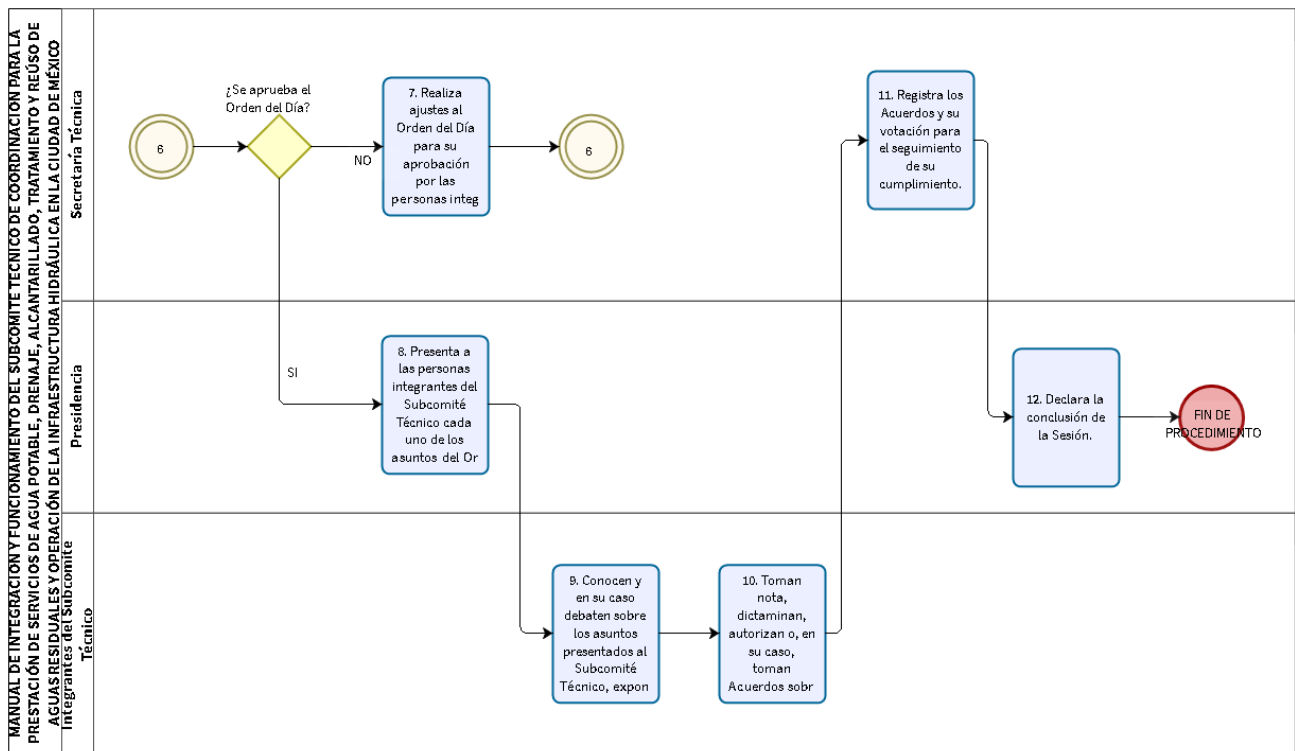 MANUAL DE INTEGRACION Y FUNCIONAMIENTO DEL SUBCOMITE TECNICO DE COORDINACION PARA LA
PRESTACIÓN DE SERVICIOS DE AGUA POTABLE, DRENAJE, ALCANTARILLADO, TRATAMIENTO Y REÚSO DE
AGUAS RESIDUALES Y OPERACIÓN DE LA INFRAESTRUCTURA HIDRÁULICA EN LA CIUDAD DE MÉXICO
Secretaría Técnica
6
¿Se aprueba el
Orden del Día?
NO
7. Realiza
ajustes al
Orden del Día
para su
aprobación
por las
personas integ
6
11. Registra los
Acuerdos y su
votación para
el seguimiento
de su
cumplimiento.
Presidencia
SI
8. Presenta a
las personas
integrantes del
Subcomité
Técnico cada
uno de los
asuntos del Or
12. Declara la
conclusión de
la Sesión.
FIN DE
PROCEDIMIENTO
Integrantes del Subcomite
Técnico
9. Conocen y
en su caso
debaten sobre
los asuntos
presentados al
Subcomité
Técnico, expon
10. Toman
nota,
dictaminan,
autorizan o, en
su caso,
toman
Acuerdos sobr